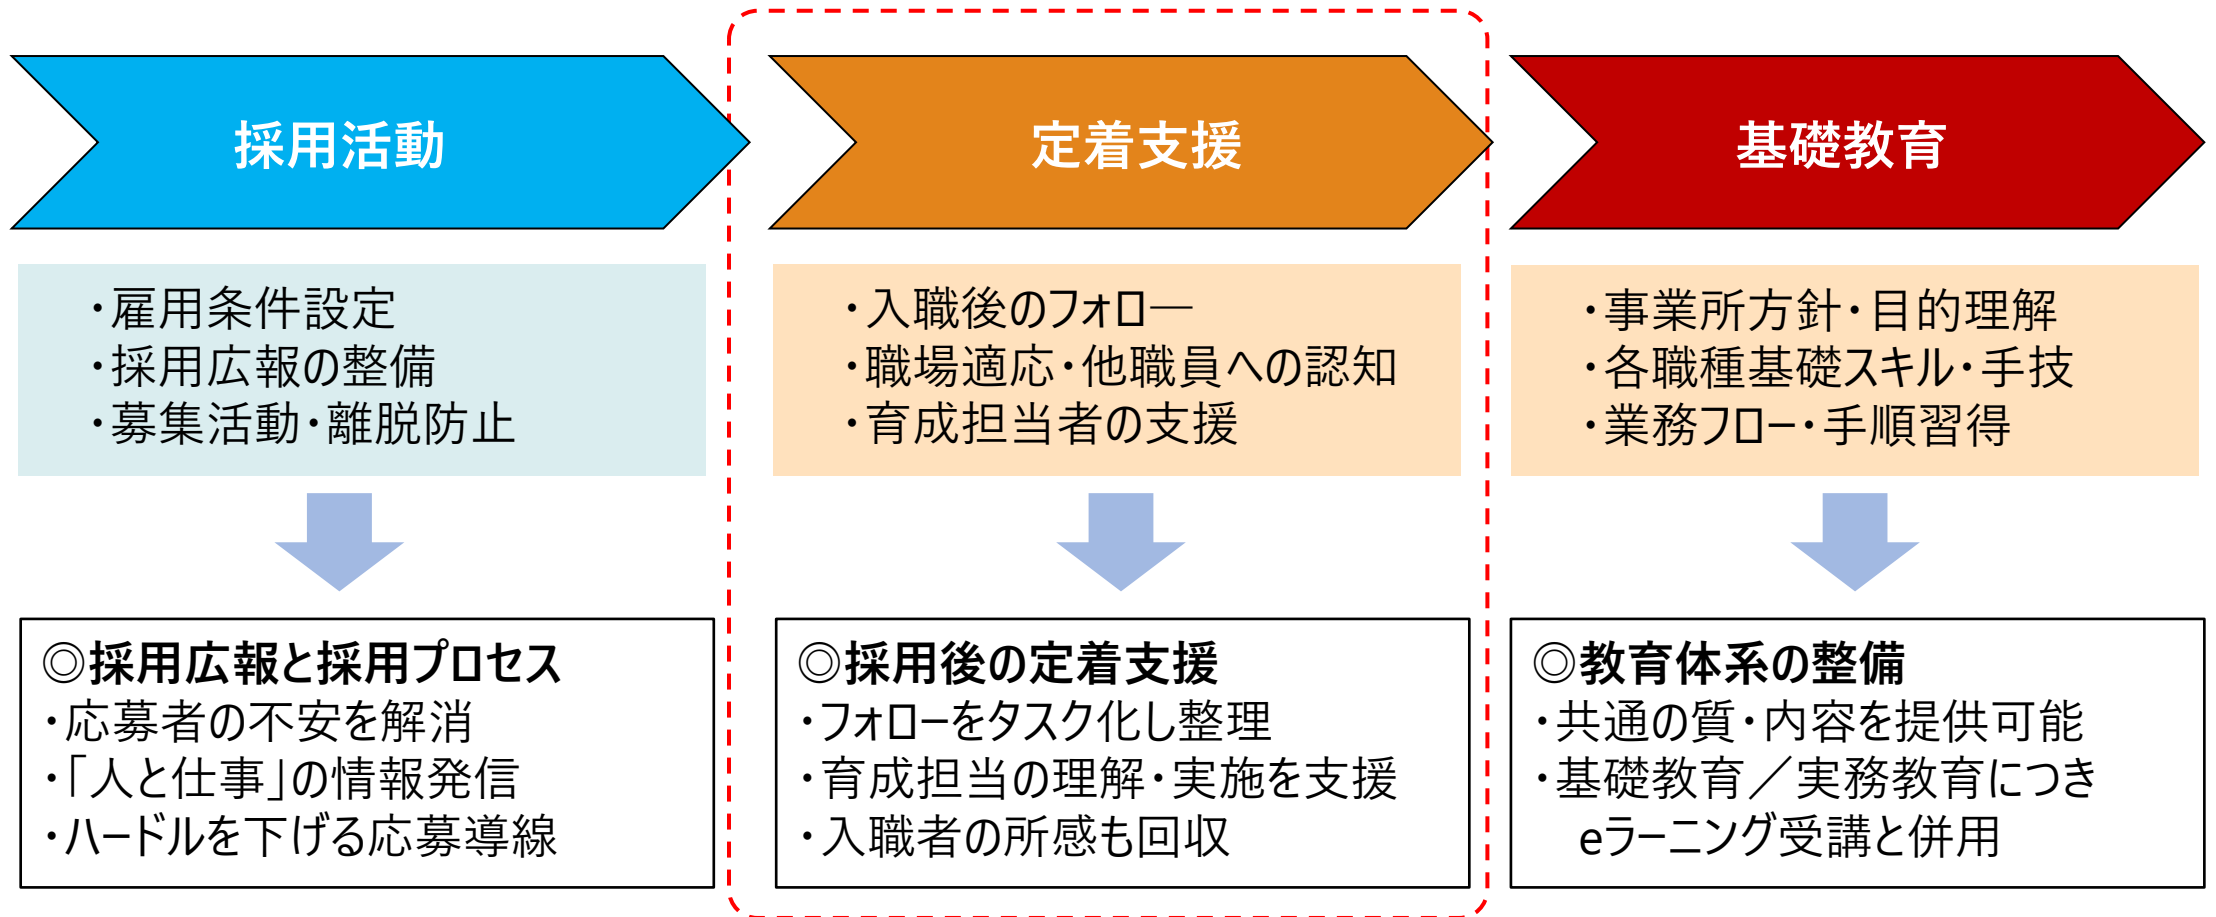 採用活動
定着支援
基礎教育
・雇用条件設定
・採用広報の整備
・募集活動・離脱防止
・入職後のフォロ―
・職場適応・他職員への認知
・育成担当者の支援
・事業所方針・目的理解
・各職種基礎スキル・手技
・業務フロー・手順習得
◎採用広報と採用プロセス
・応募者の不安を解消
・「人と仕事」の情報発信
・ハードルを下げる応募導線
◎採用後の定着支援
・フォローをタスク化し整理
・育成担当の理解・実施を支援
・入職者の所感も回収
◎教育体系の整備
・共通の質・内容を提供可能
・基礎教育／実務教育につき
eラーニング受講と併用